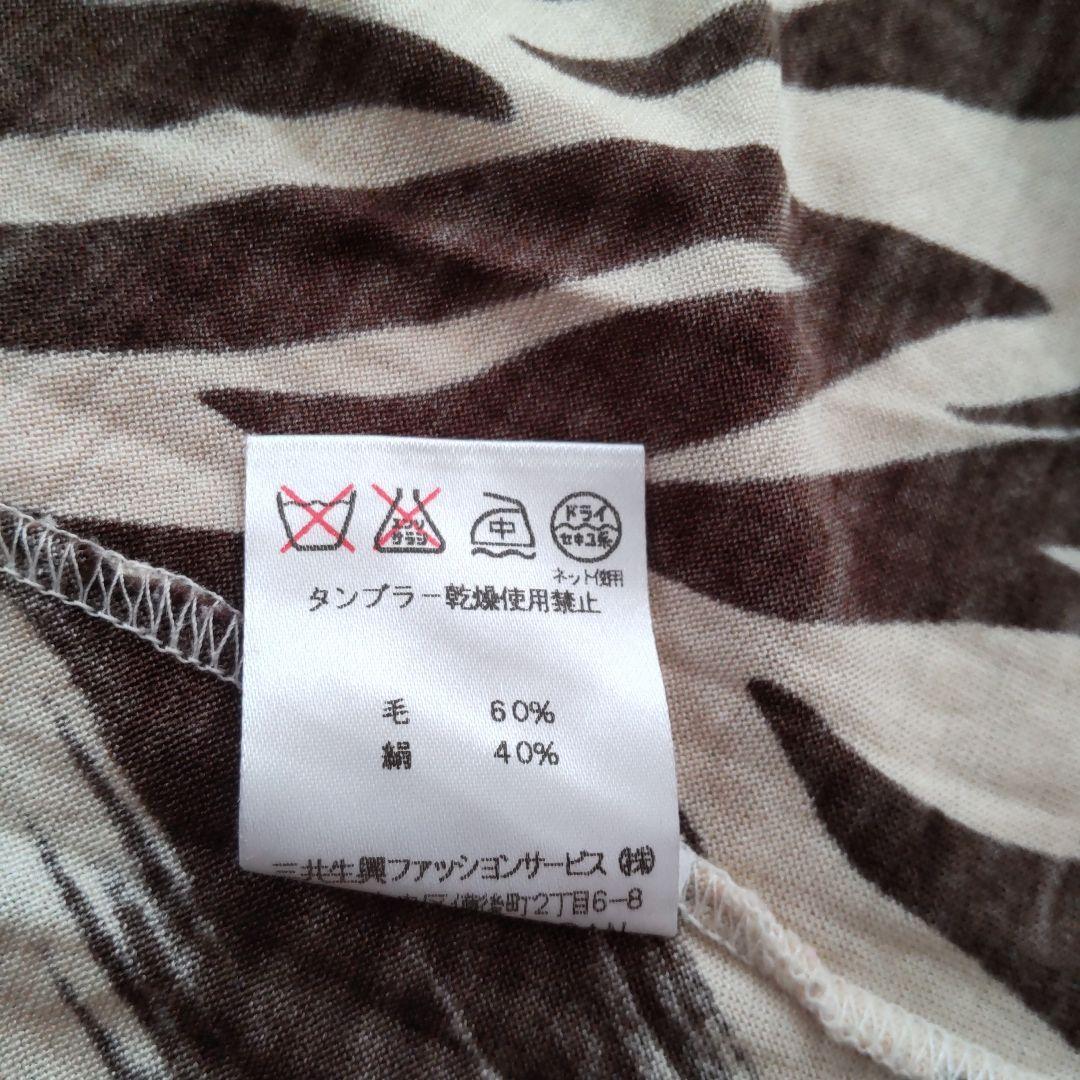 エンソ
サラシ
中
ドライ
セキユ系
ネット使用
タンブラー乾燥使用禁止
毛 60%
絹 40%
三共生興ファッションサービス㈱
町2丁目6-8